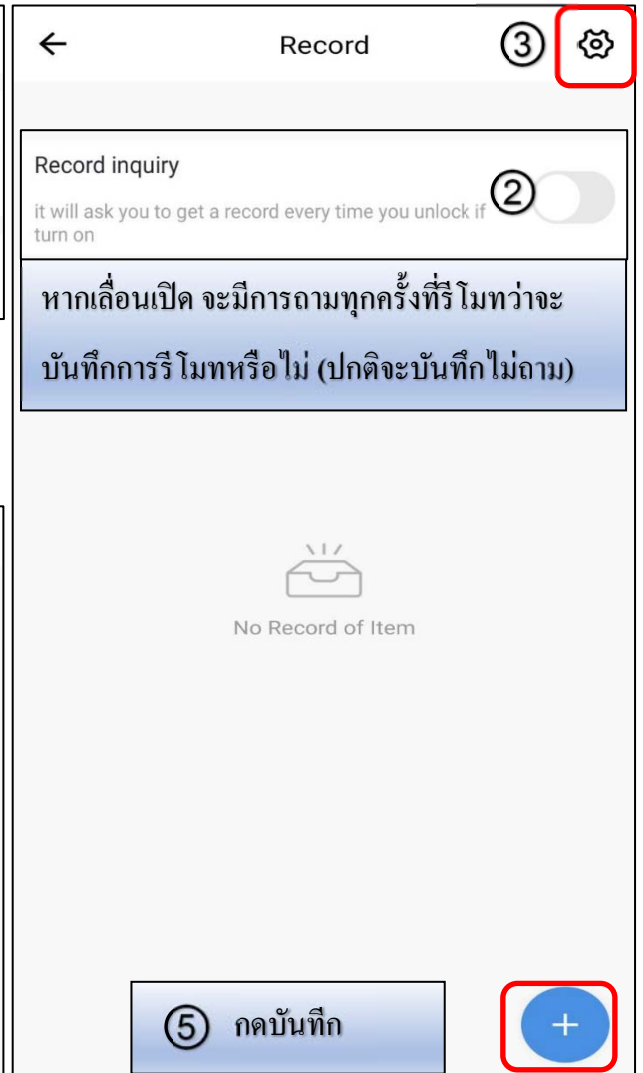 Record ③
Record inquiry
it will ask you to get a record every time you unlock if
turn on
②
หากเลื่อนเปิด จะมีการถามทุกครั้งที่รีโมทว่าจะ
บันทึกการรีโมทหรือไม่ (ปกติจะบันทึกไม่ถาม)
No Record of Item
⑤ กดบันทึก
+